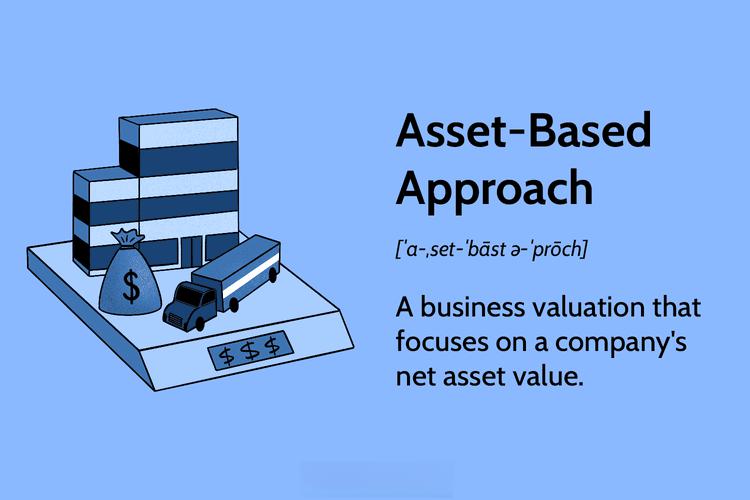 Asset-Based
Approach
[ˈa-ˌset-ˈbāst ə-ˈprōch]
A business valuation that
focuses on a company's
net asset value.
$
$ $ $